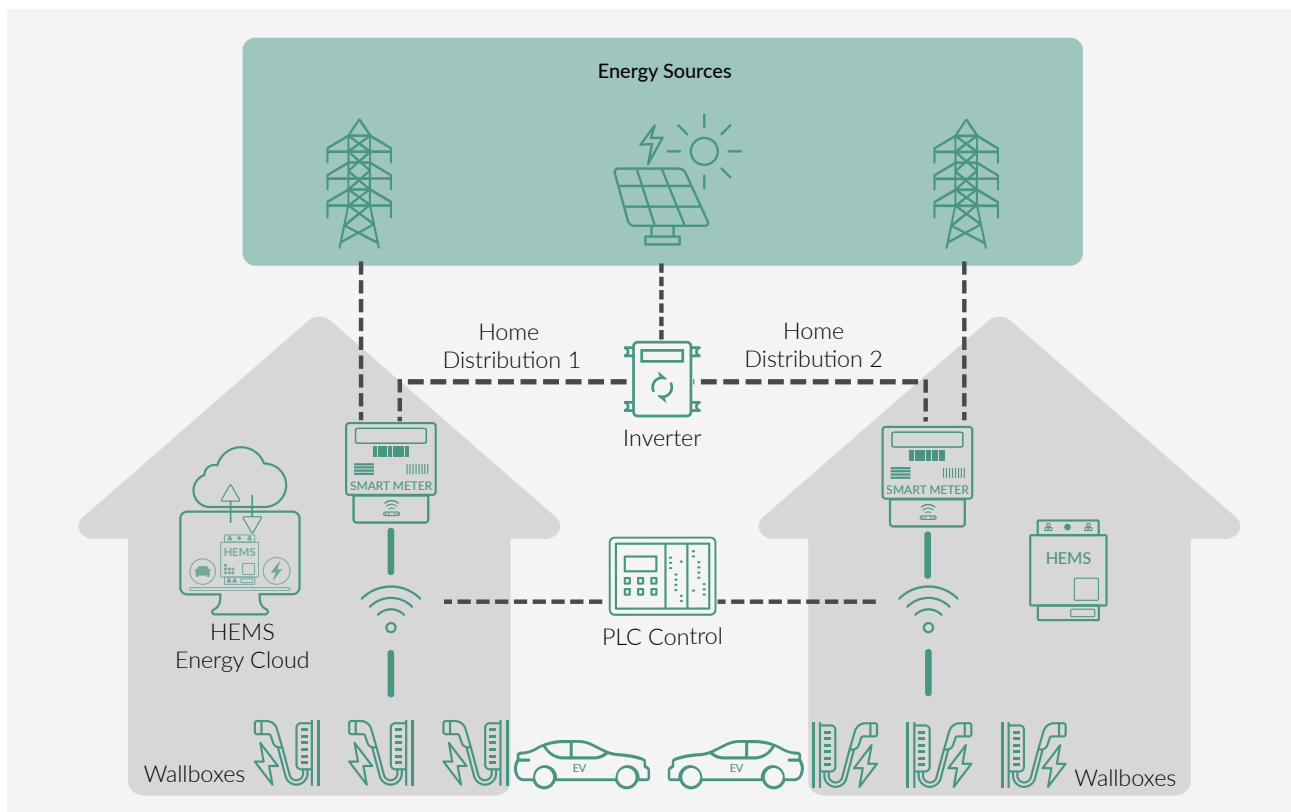 Energy Sources
Home
Distribution 1
Home
Distribution 2
Inverter
SMART METER
SMART METER
HEMS
HEMS
HEMS
Energy Cloud
PLC Control
Wallboxes
EV
EV
Wallboxes